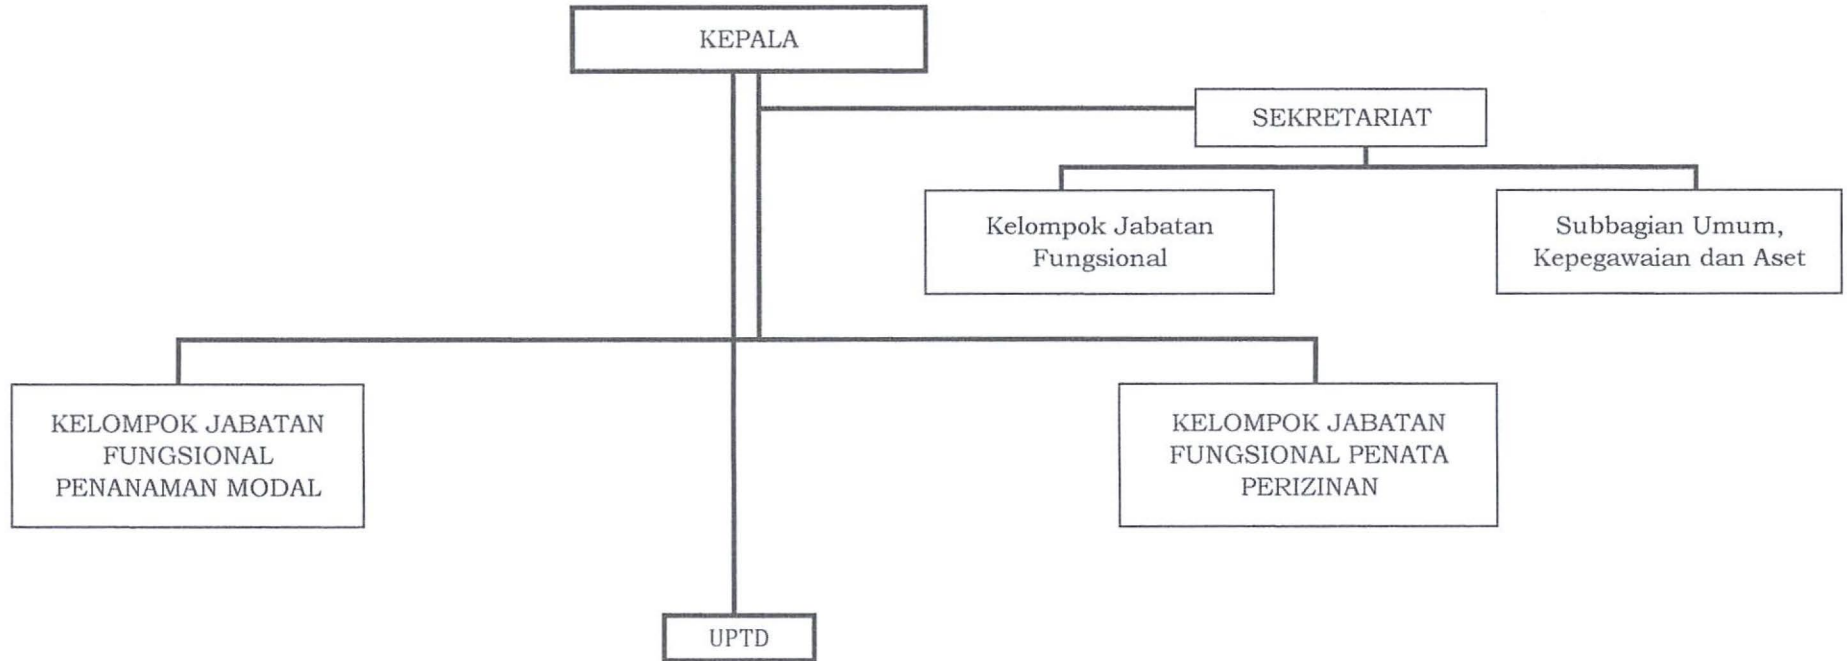 KEPALA
SEKRETARIAT
Kelompok Jabatan
Fungsional
Subbagian Umum,
Kepegawaian dan Aset
KELOMPOK JABATAN
FUNGSIONAL
PENANAMAN MODAL
KELOMPOK JABATAN
FUNGSIONAL PENATA
PERIZINAN
UPTD